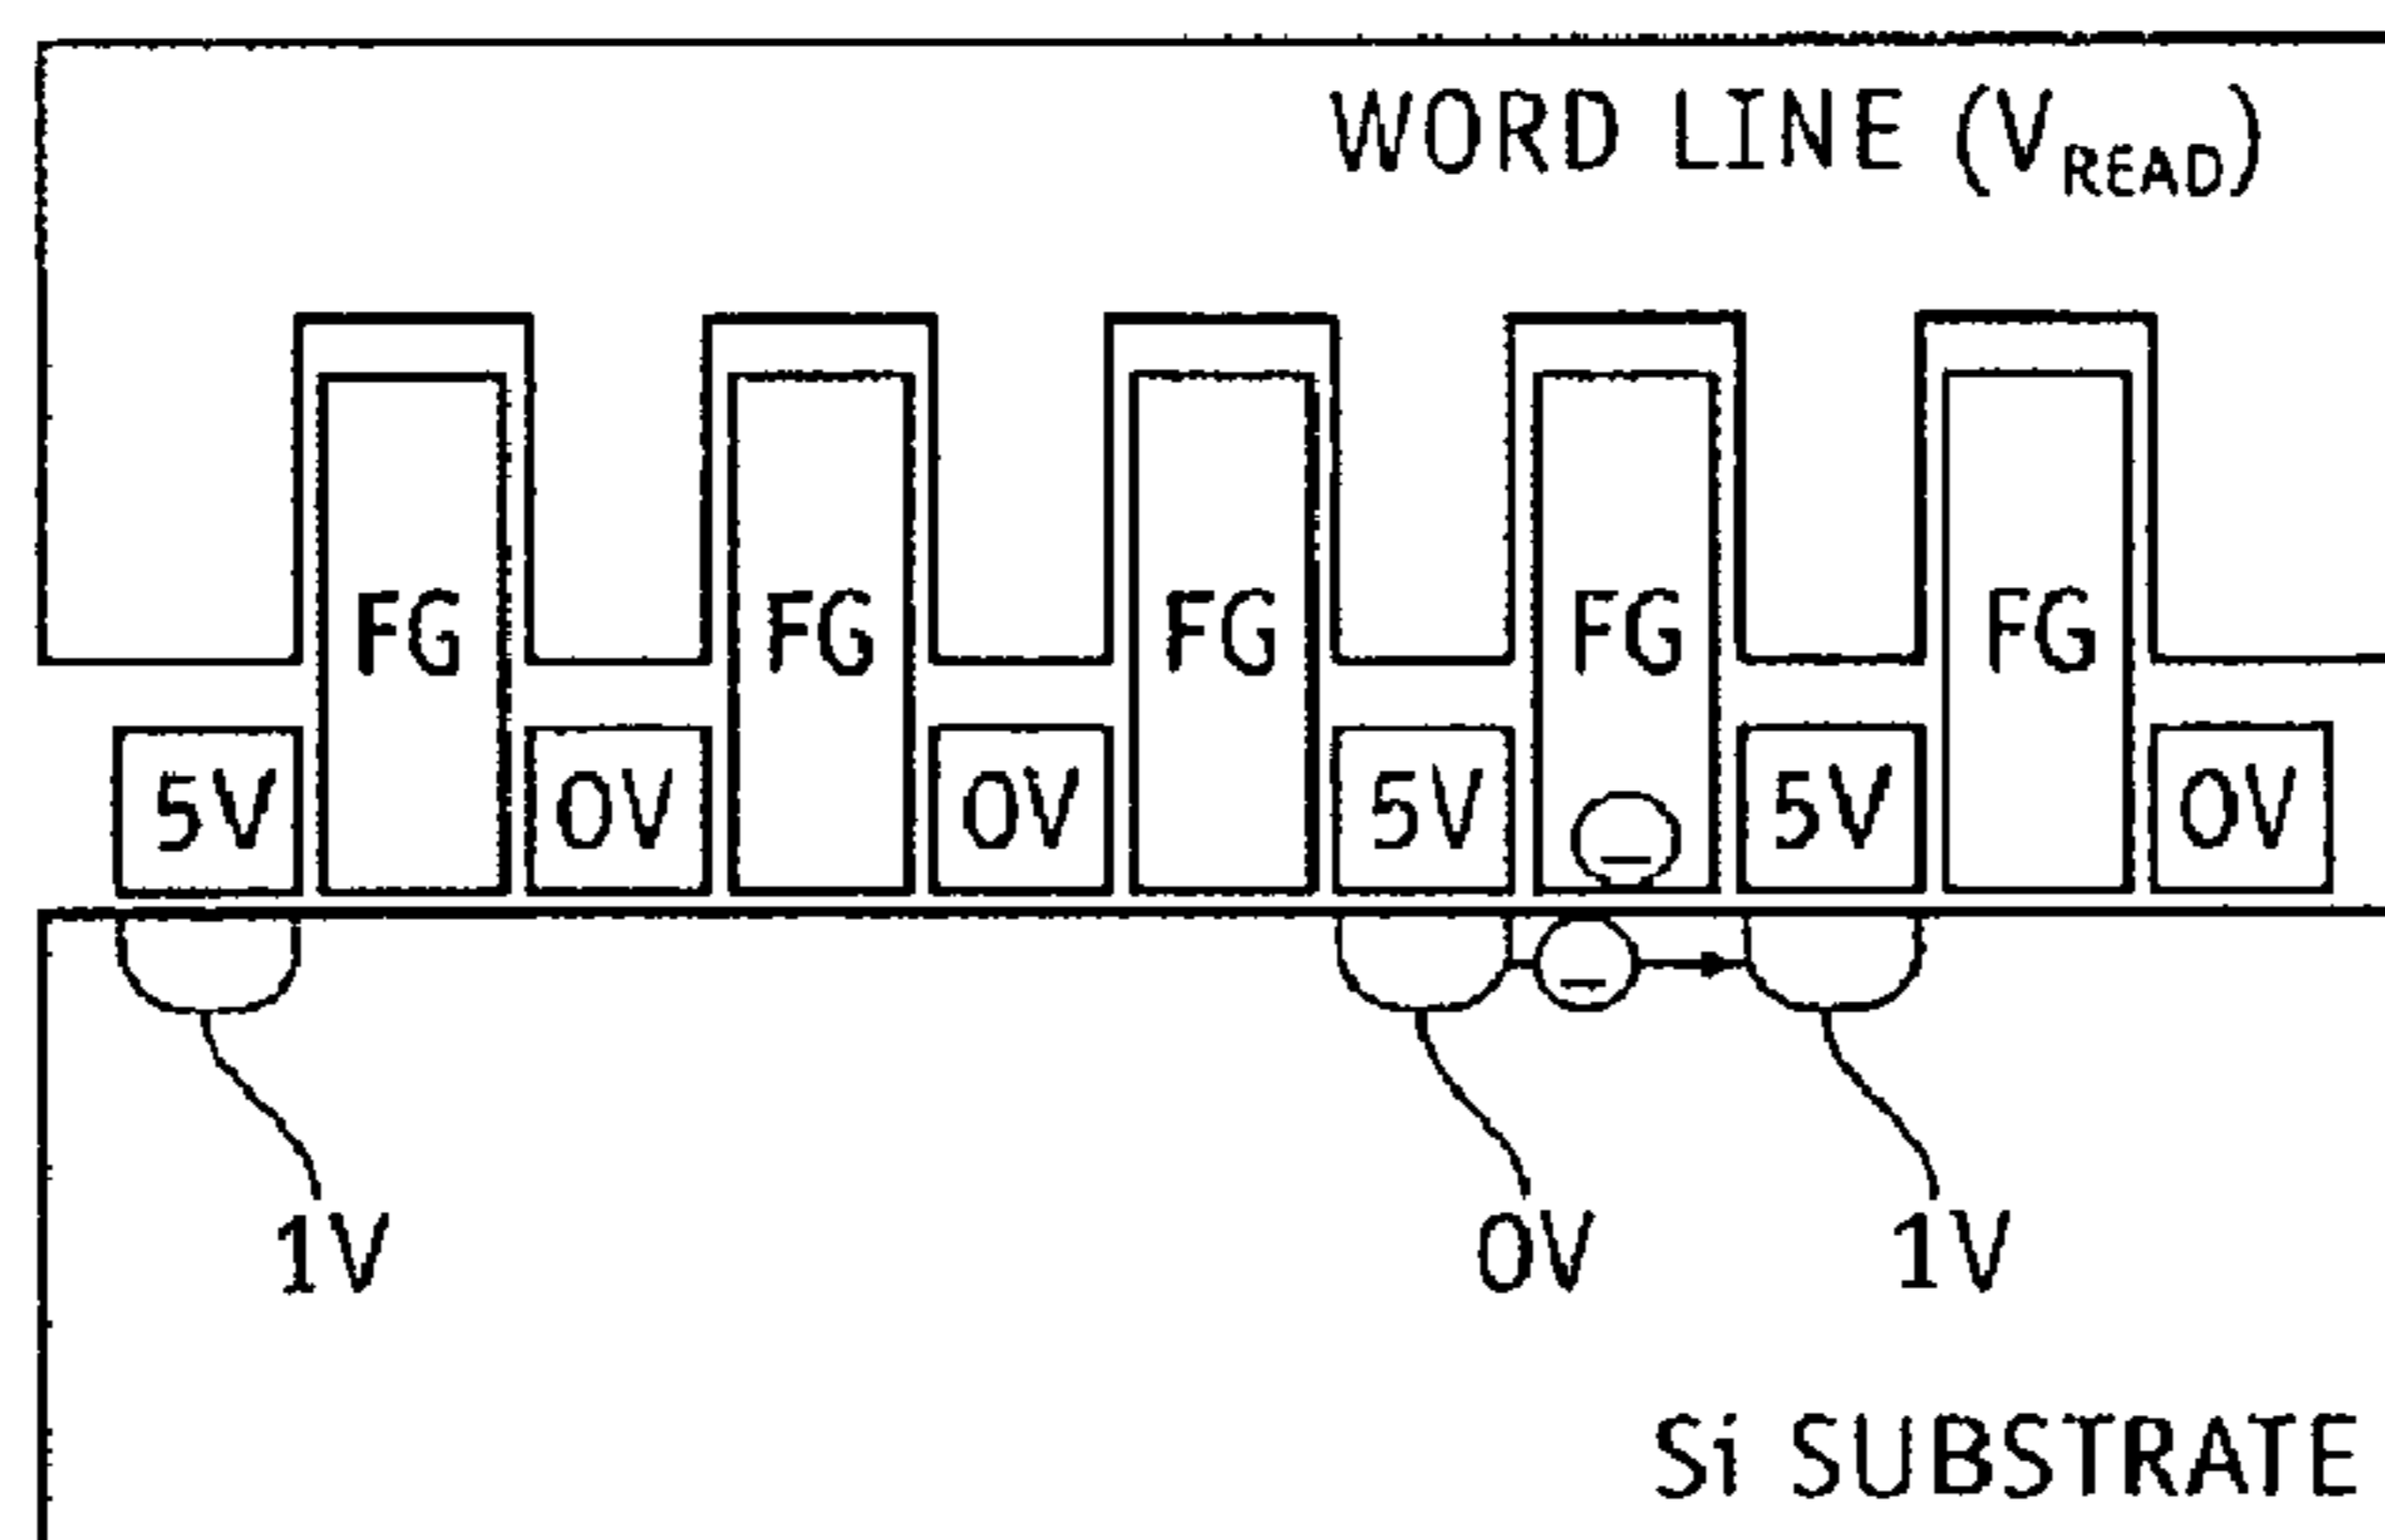 WORD LINE (VREAD)
FG FG FG FG FG
5V 0V 0V 5V – 5V 0V
–
1V 0V 1V
Si SUBSTRATE